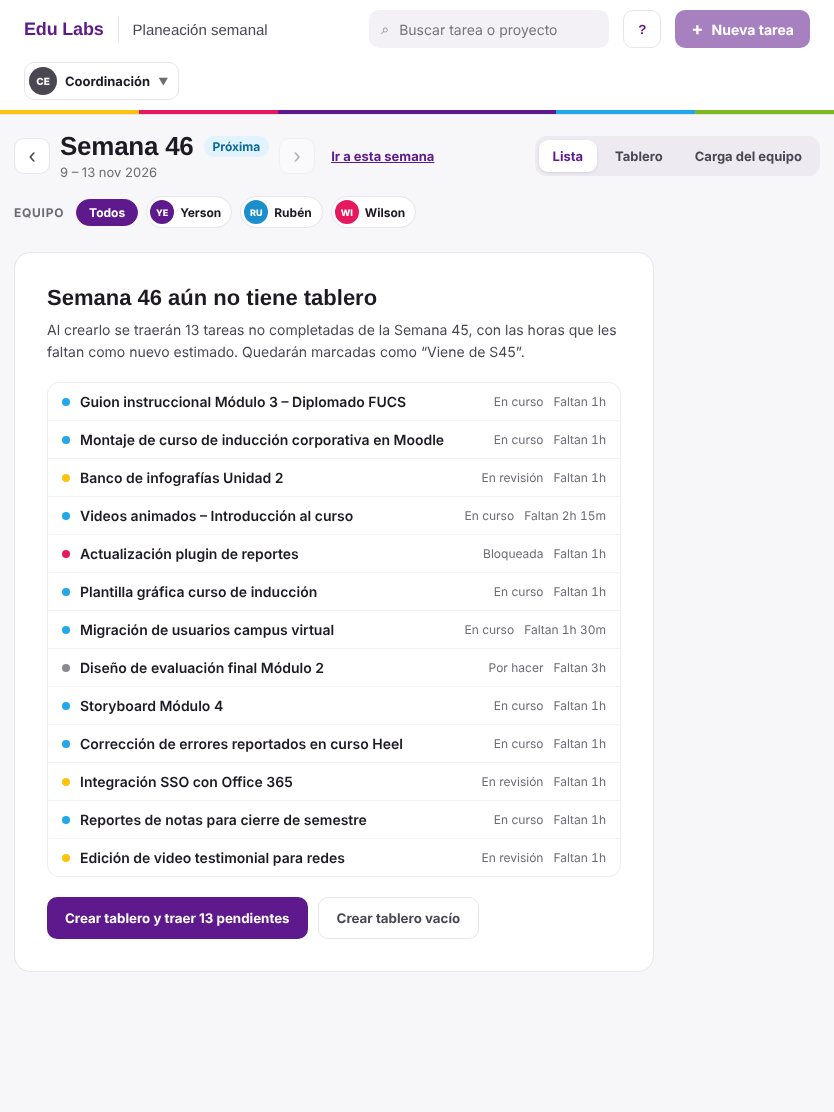 Edu Labs
Planeación semanal
Buscar tarea o proyecto
?
+ Nueva tarea
CE Coordinación ▼
‹
Semana 46 Próxima
9 – 13 nov 2026
›
Ir a esta semana
Lista
Tablero
Carga del equipo
EQUIPO
Todos
YE Yerson
RU Rubén
WI Wilson
Semana 46 aún no tiene tablero
Al crearlo se traerán 13 tareas no completadas de la Semana 45, con las horas que les
faltan como nuevo estimado. Quedarán marcadas como “Viene de S45”.
Guion instruccional Módulo 3 – Diplomado FUCS En curso Faltan 1h
Montaje de curso de inducción corporativa en Moodle En curso Faltan 1h
Banco de infografías Unidad 2 En revisión Faltan 1h
Videos animados – Introducción al curso En curso Faltan 2h 15m
Actualización plugin de reportes Bloqueada Faltan 1h
Plantilla gráfica curso de inducción En curso Faltan 1h
Migración de usuarios campus virtual En curso Faltan 1h 30m
Diseño de evaluación final Módulo 2 Por hacer Faltan 3h
Storyboard Módulo 4 En curso Faltan 1h
Corrección de errores reportados en curso Heel En curso Faltan 1h
Integración SSO con Office 365 En revisión Faltan 1h
Reportes de notas para cierre de semestre En curso Faltan 1h
Edición de video testimonial para redes En revisión Faltan 1h
Crear tablero y traer 13 pendientes
Crear tablero vacío